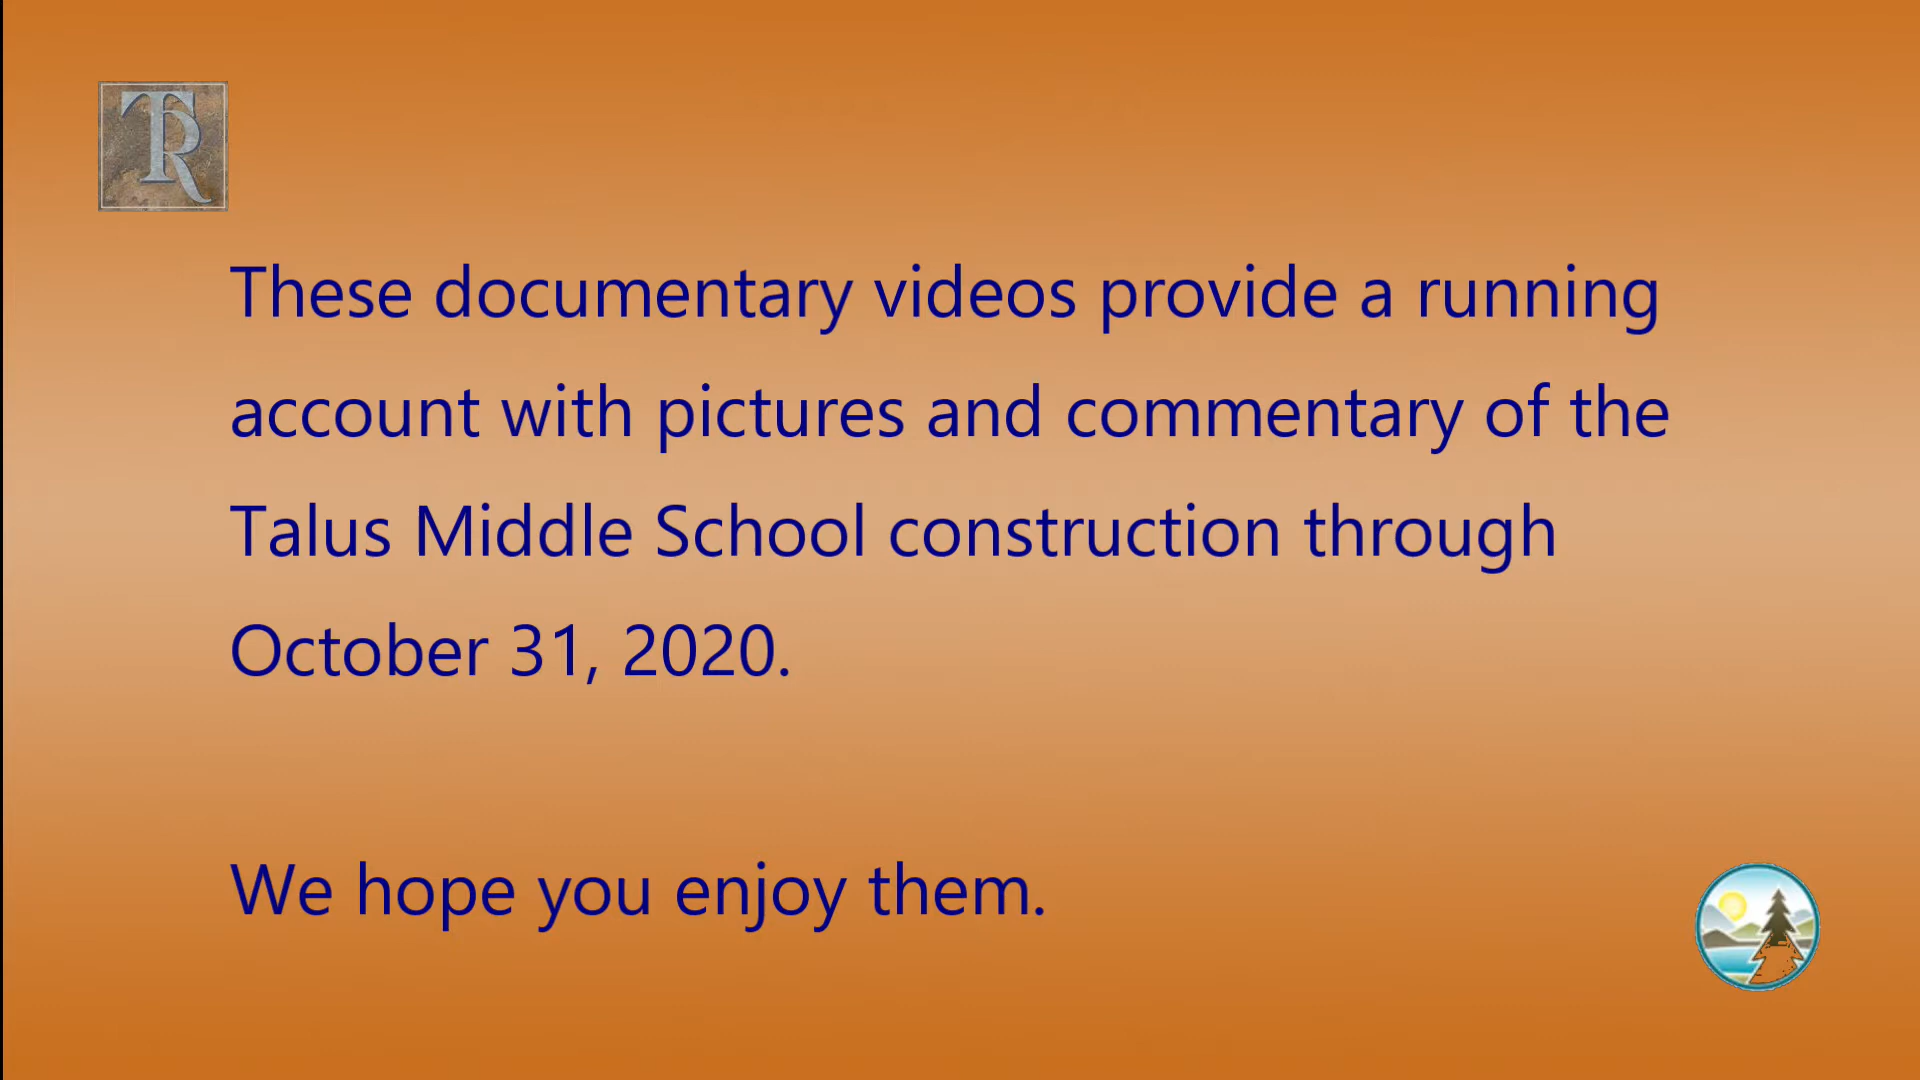 TR
These documentary videos provide a running
account with pictures and commentary of the
Talus Middle School construction through
October 31, 2020.
We hope you enjoy them.